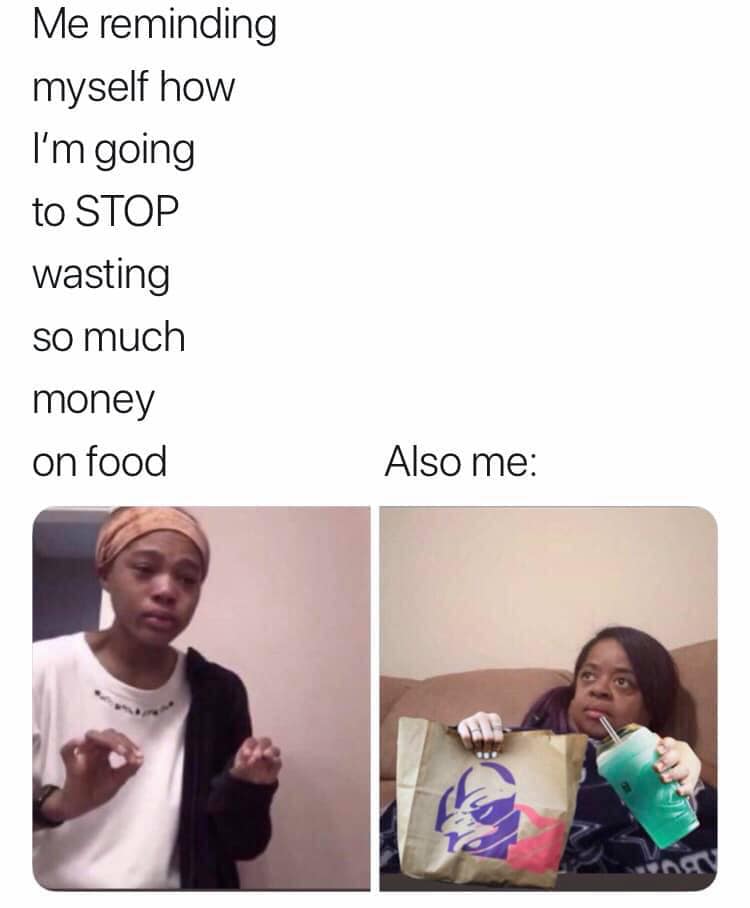 Me reminding
myself how
I'm going
to STOP
wasting
so much
money
on food
Also me: